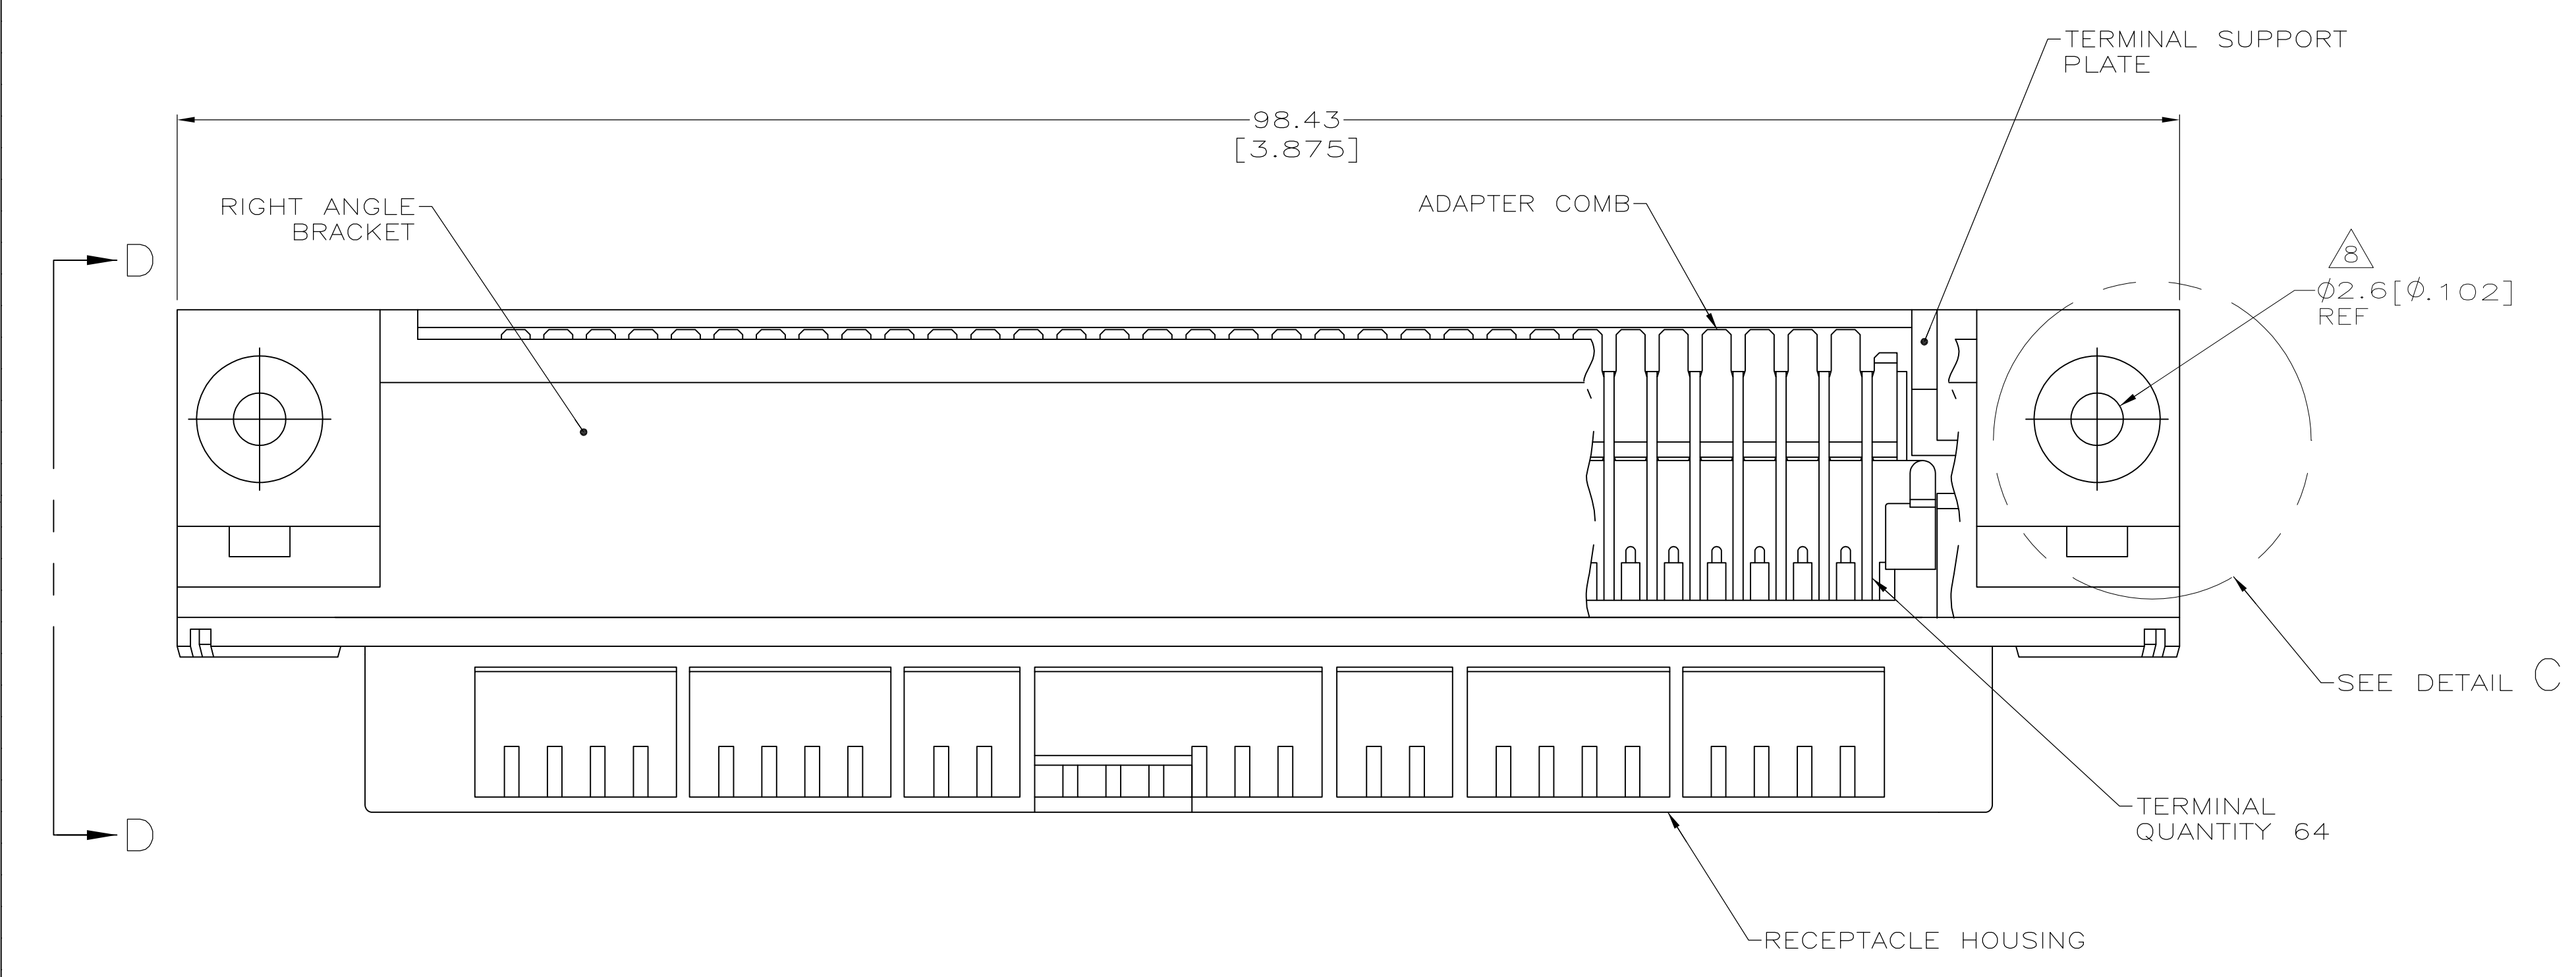 TERMINAL SUPPORT
PLATE
98.43
[3.875]
RIGHT ANGLE
BRACKET
ADAPTER COMB
D
8
Ø2.6[Ø.102]
REF
SEE DETAIL C
TERMINAL
QUANTITY 64
D
RECEPTACLE HOUSING